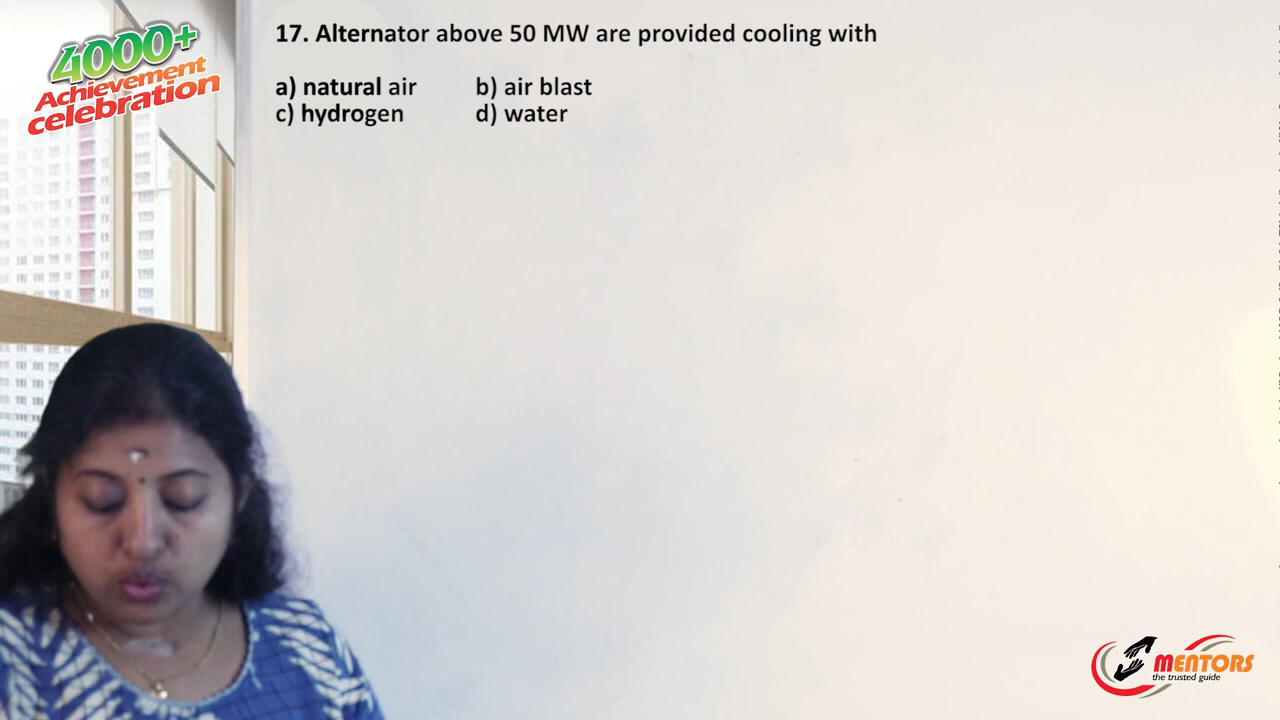 4000+
Achievement
celebration
17. Alternator above 50 MW are provided cooling with
a) natural air b) air blast
c) hydrogen d) water
MENTORS
the trusted guide